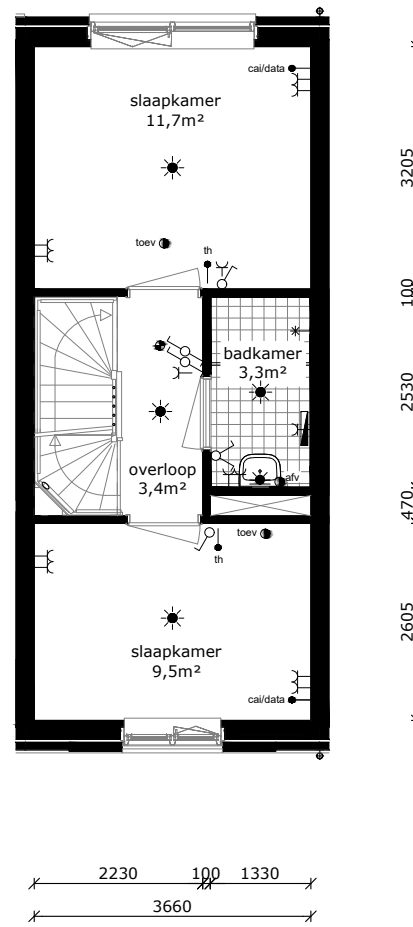 cai/data
slaapkamer
11,7m²
3205
toev
th
100
badkamer
3,3m²
2530
overloop
3,4m²
afv
470
toev
th
2605
slaapkamer
9,5m²
cai/data
2230
100
1330
3660